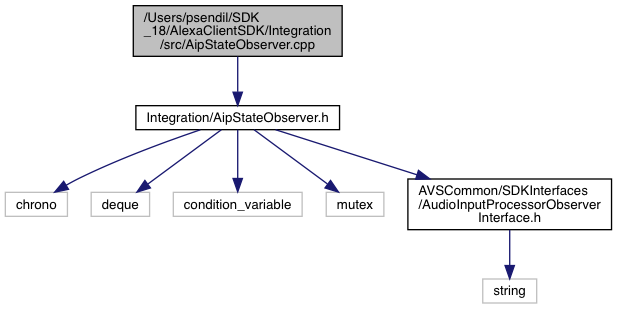 /Users/psendil/SDK
_18/AlexaClientSDK/Integration
/src/AipStateObserver.cpp
Integration/AipStateObserver.h
chrono
deque
condition_variable
mutex
AVSCommon/SDKInterfaces
/AudioInputProcessorObserver
Interface.h
string